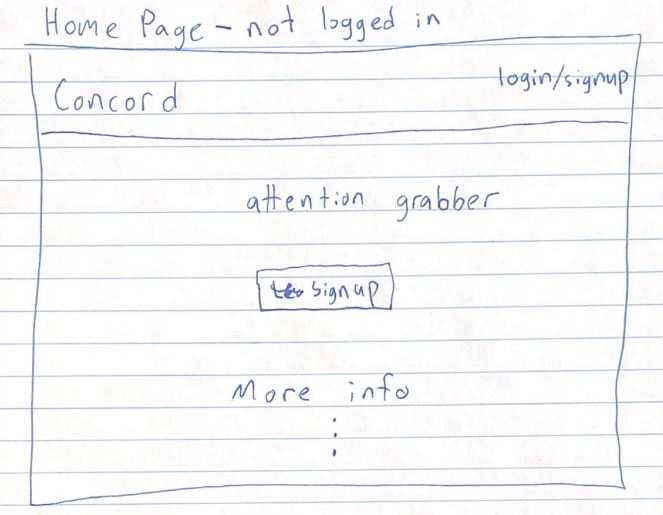 Home Page - not logged in
Concord
login/signup
attention grabber
signup
More info